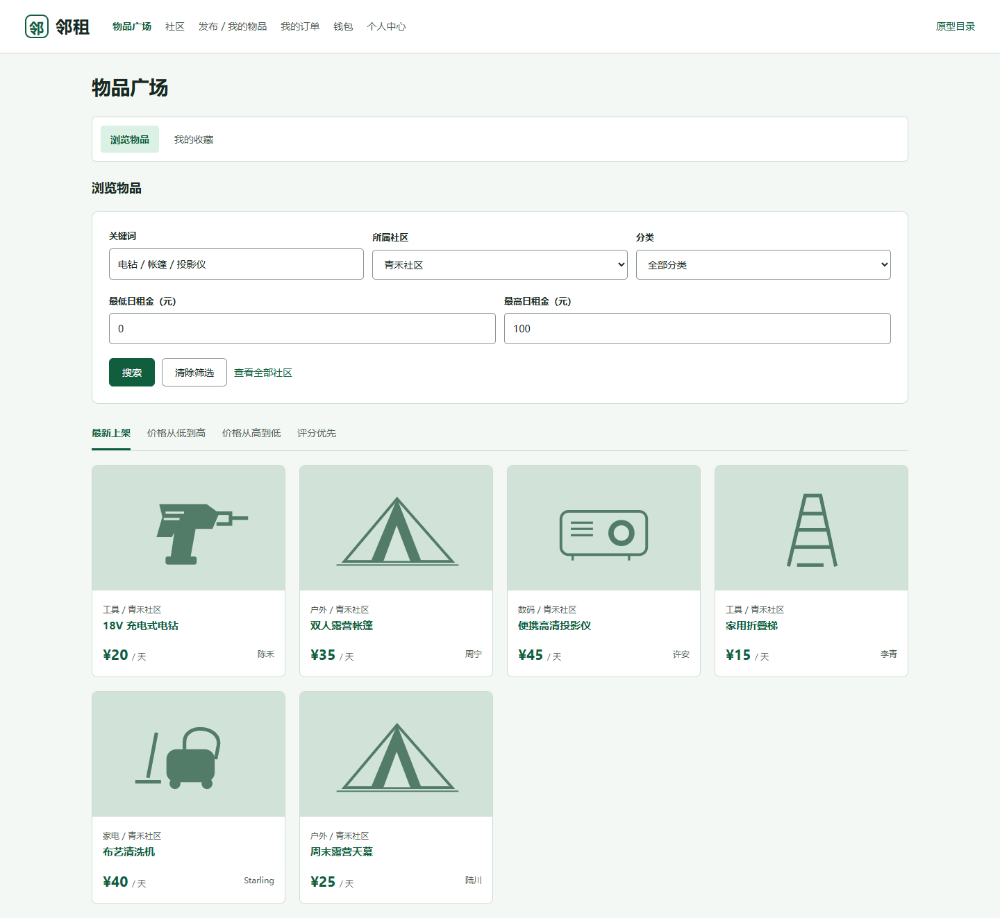 邻 邻租 物品广场 社区 发布 / 我的物品 我的订单 钱包 个人中心 原型目录
物品广场
浏览物品 我的收藏
浏览物品
关键词 所属社区 分类
电钻 / 帐篷 / 投影仪 青禾社区 全部分类
最低日租金（元） 最高日租金（元）
0 100
搜索 清除筛选 查看全部社区
最新上架 价格从低到高 价格从高到低 评分优先
工具 / 青禾社区 户外 / 青禾社区 数码 / 青禾社区 工具 / 青禾社区
18V 充电式电钻 双人露营帐篷 便携高清投影仪 家用折叠梯
¥20 / 天 陈禾 ¥35 / 天 周宁 ¥45 / 天 许安 ¥15 / 天 李青
家电 / 青禾社区 户外 / 青禾社区
布艺清洗机 周末露营天幕
¥40 / 天 Starling ¥25 / 天 陆川